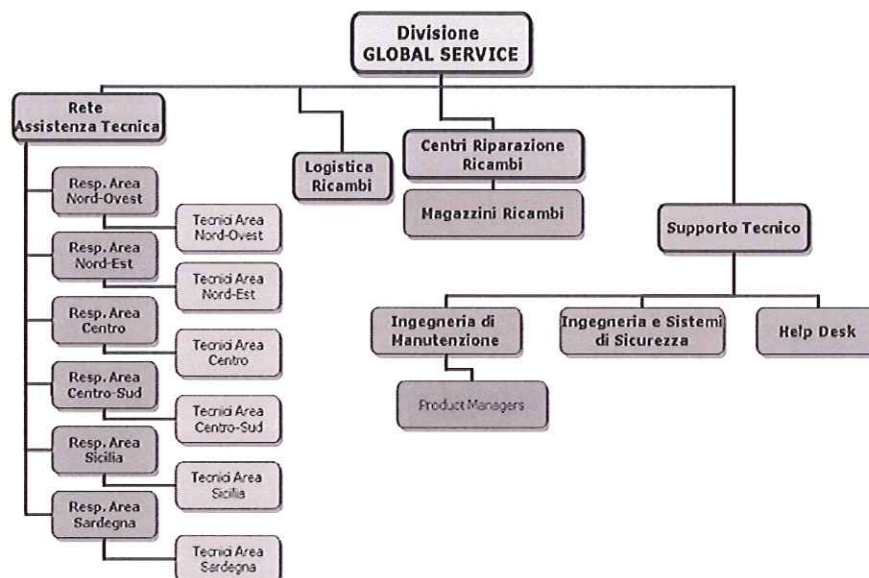 Divisione
GLOBAL SERVICE
Rete
Assistenza Tecnica
Logistica
Ricambi
Centri Riparazione
Ricambi
Magazzini Ricambi
Supporto Tecnico
Resp. Area
Nord-Ovest
Tecnici Area
Nord-Ovest
Resp. Area
Nord-Est
Tecnici Area
Nord-Est
Resp. Area
Centro
Tecnici Area
Centro
Resp. Area
Centro-Sud
Tecnici Area
Centro-Sud
Resp. Area
Sicilia
Tecnici Area
Sicilia
Resp. Area
Sardegna
Tecnici Area
Sardegna
Ingegneria di
Manutenzione
Ingegneria e Sistemi
di Sicurezza
Help Desk
Product Managers